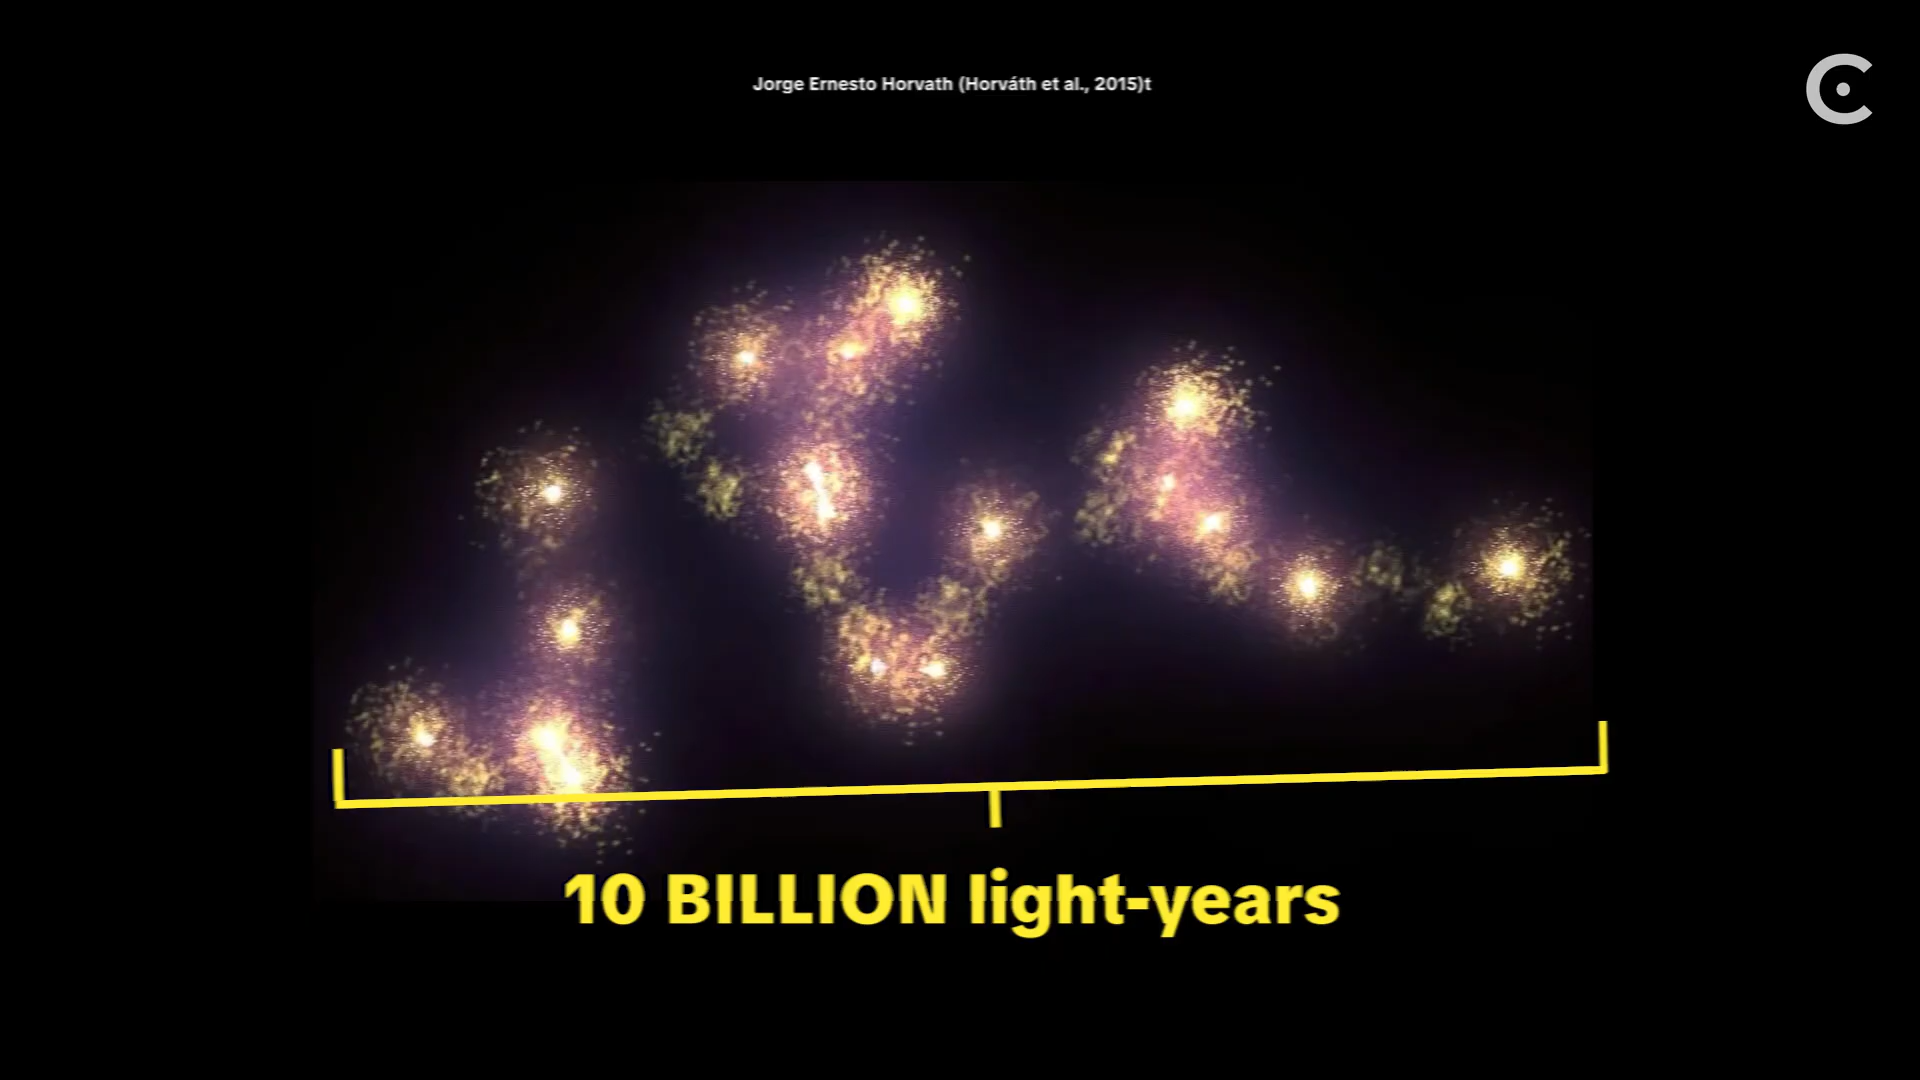 Jorge Ernesto Horvath (Horváth et al., 2015)t
10 BILLION light-years